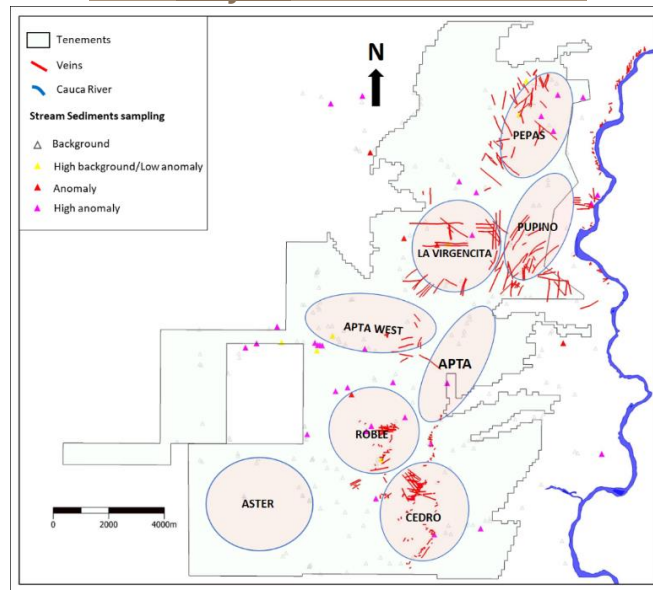 Tenements
Veins
Cauca River
Stream Sediments sampling
Background
High background/Low anomaly
Anomaly
High anomaly
N
PEPAS
PUPINO
LA VIRGENCITA
APTA WEST
APTA
ROBLE
ASTER
CEDRO
0 2000 4000m